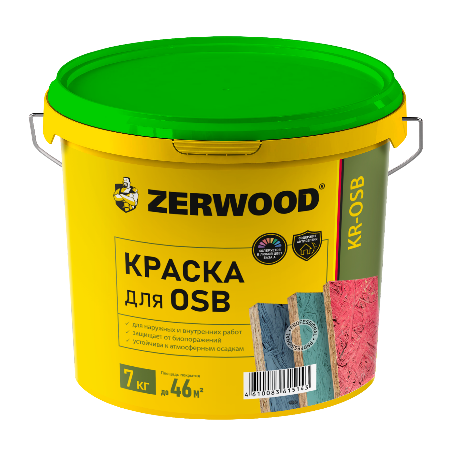 ZERWOOD®
KR-OSB
КРАСКА
для OSB
для наружных и внутренних работ
защищает от биопоражений
устойчива к атмосферным осадкам
7 кг
до 46 м²